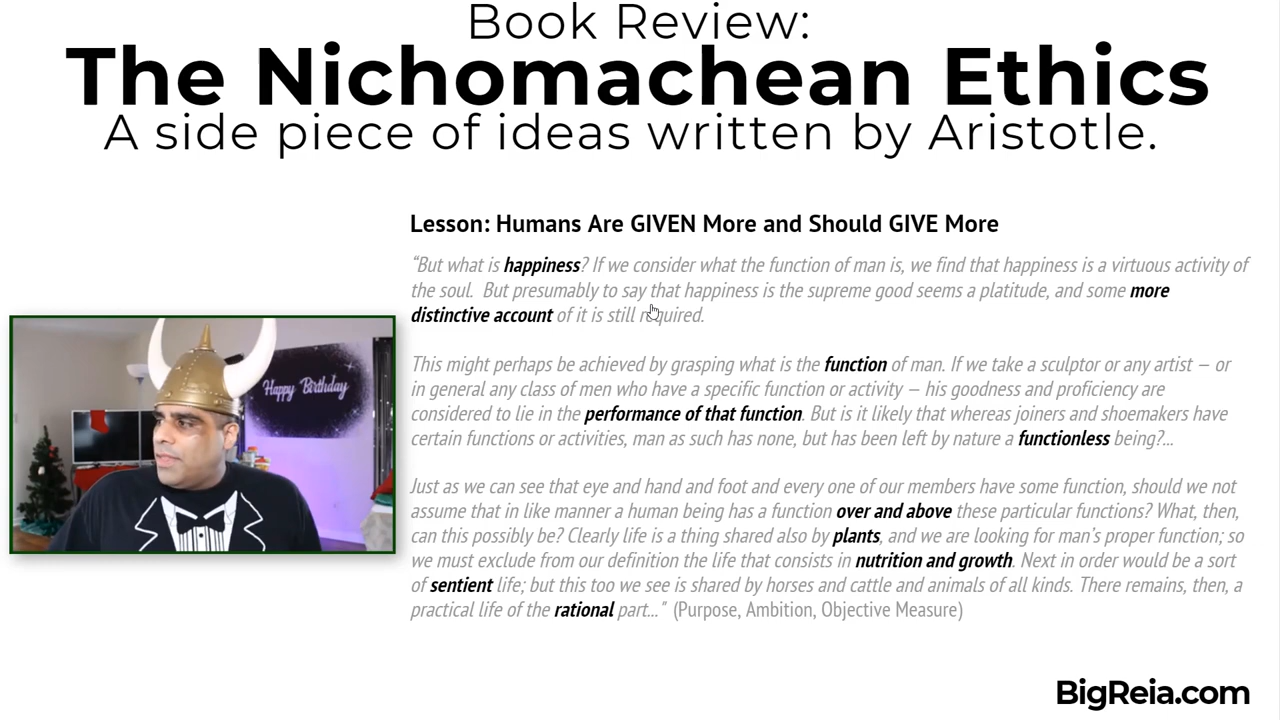 Book Review:
The Nichomachean Ethics
A side piece of ideas written by Aristotle.
Lesson: Humans Are GIVEN More and Should GIVE More
“But what is happiness? If we consider what the function of man is, we find that happiness is a virtuous activity of
the soul.  But presumably to say that happiness is the supreme good seems a platitude, and some more
distinctive account of it is still required.
This might perhaps be achieved by grasping what is the function of man. If we take a sculptor or any artist — or
in general any class of men who have a specific function or activity — his goodness and proficiency are
considered to lie in the performance of that function. But is it likely that whereas joiners and shoemakers have
certain functions or activities, man as such has none, but has been left by nature a functionless being?...
Just as we can see that eye and hand and foot and every one of our members have some function, should we not
assume that in like manner a human being has a function over and above these particular functions? What, then,
can this possibly be? Clearly life is a thing shared also by plants, and we are looking for man’s proper function; so
we must exclude from our definition the life that consists in nutrition and growth. Next in order would be a sort
of sentient life; but this too we see is shared by horses and cattle and animals of all kinds. There remains, then, a
practical life of the rational part..." (Purpose, Ambition, Objective Measure)
Happy Birthday
BigReia.com